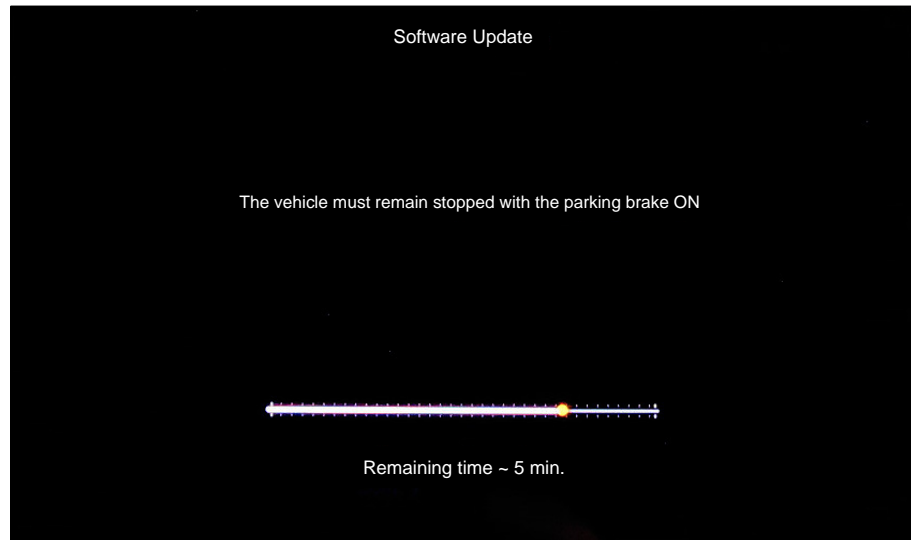 Software Update
The vehicle must remain stopped with the parking brake ON
Remaining time ~ 5 min.